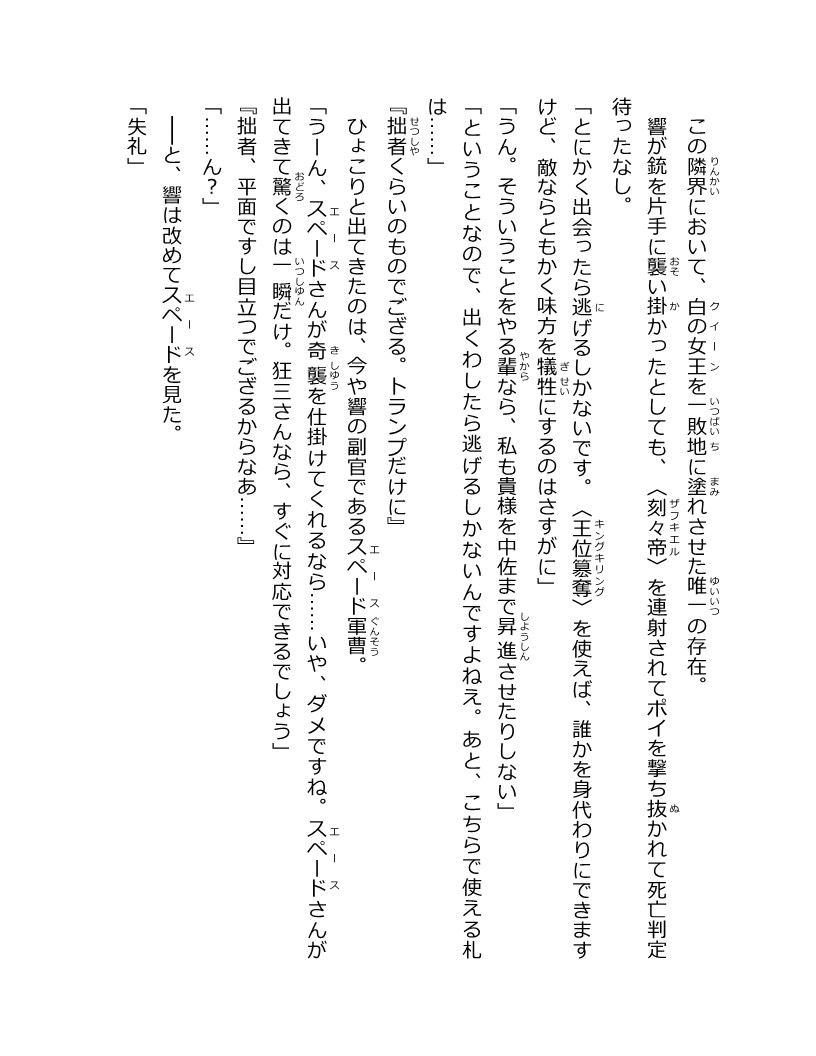 この隣界において、白の女王を一敗地に塗れさせた唯一の存在。
響が銃を片手に襲い掛かったとしても、〈刻々帝〉を連射されてポイを撃ち抜かれて死亡判定
待ったなし。
「とにかく出会ったら逃げるしかないです。〈王位簒奪〉を使えば、誰かを身代わりにできます
けど、敵ならともかく味方を犠牲にするのはさすがに」
「うん。そういうことをやる輩なら、私も貴様を中佐まで昇進させたりしない」
「ということなので、出くわしたら逃げるしかないんですよねえ。あと、こちらで使える札
は……」
『拙者くらいのものでござる。トランプだけに』
ひょこりと出てきたのは、今や響の副官であるスペード軍曹。
「うーん、スペードさんが奇襲を仕掛けてくれるなら……いや、ダメですね。スペードさんが
出てきて驚くのは一瞬だけ。狂三さんなら、すぐに対応できるでしょう」
『拙者、平面ですし目立つでござるからなあ……』
「……ん？」
――と、響は改めてスペードを見た。
「失礼」